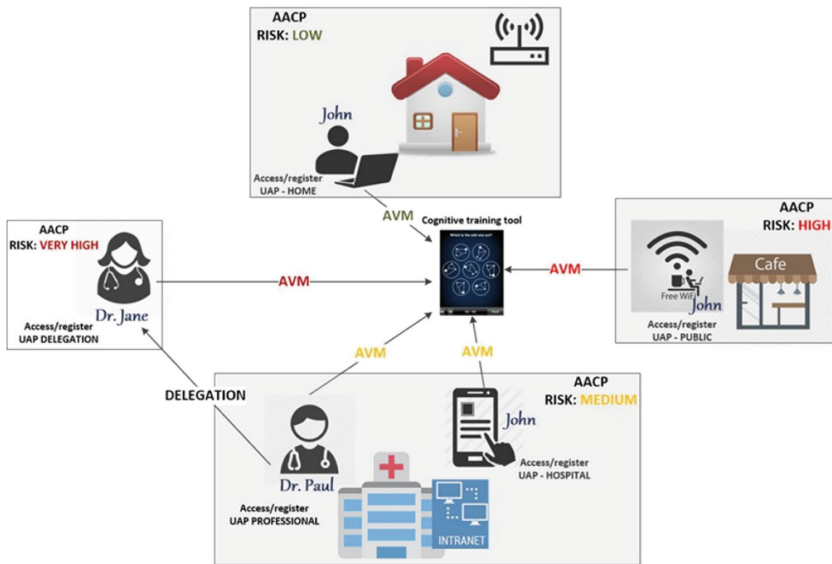 AACP
RISK: LOW
John
Access/register
UAP - HOME
AVM
Cognitive training tool
AACP
RISK: VERY HIGH
Dr. Jane
Access/register
UAP DELEGATION
AVM
AVM
AACP
RISK: HIGH
Cafe
Free WiFi
John
Access/register
UAP - PUBLIC
DELEGATION
AVM
AVM
AACP
RISK: MEDIUM
John
Access/register
UAP - HOSPITAL
Dr. Paul
Access/register
UAP PROFESSIONAL
INTRANET